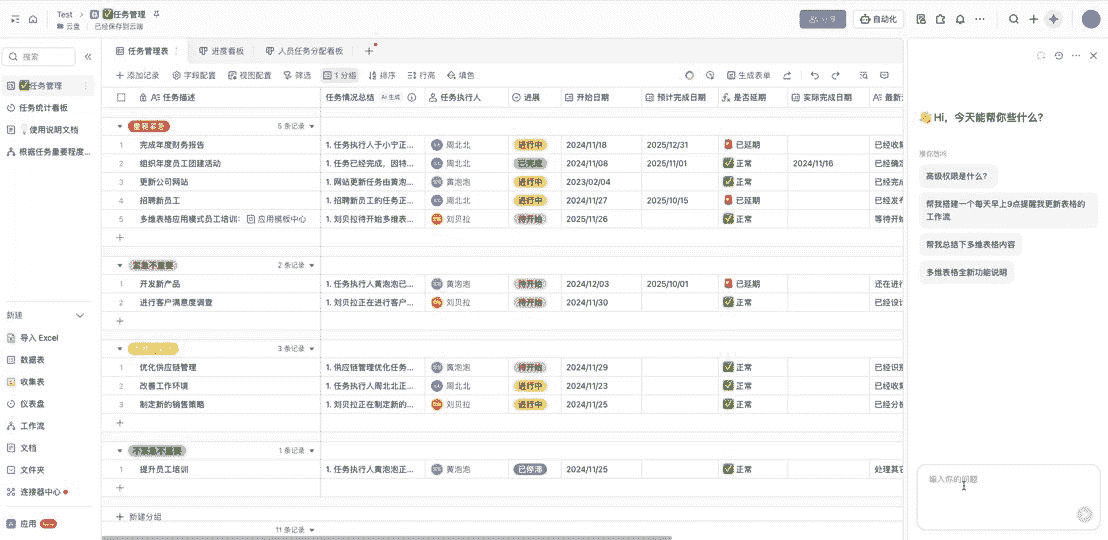 Test > ✅任务管理
云盘 | 已经保存到云端
自动化
搜索
✅任务管理
任务统计看板
💡使用说明文档
根据任务重要程度...
新建
导入 Excel
数据表
收集表
仪表盘
工作流
文档
文件夹
连接器中心
应用
任务管理表 进度看板 人员任务分配看板
添加记录 字段配置 视图配置 筛选 1 分组 排序 行高 填色 生成表单
任务描述 任务情况总结 AI 生成 任务执行人 进展 开始日期 预计完成日期 是否延期 实际完成日期 最新
重要紧急 5 条记录
1 完成年度财务报告 1. 任务执行人于小宁正... 周北北 进行中 2024/11/18 2025/12/31 已延期 已经收集
2 组织年度员工团建活动 1. 任务已经完成，因特... 周北北 已完成 2024/11/08 2025/11/01 正常 2024/11/16 已经确定
3 更新公司网站 1. 网站更新任务由黄泡... 黄泡泡 进行中 2023/02/04 正常 已经完成
4 招聘新员工 1. 招聘新员工的任务正... 周北北 进行中 2024/11/27 2025/10/15 已延期 已经发布
5 多维表格应用模式员工培训： 应用模板中心 1. 刘贝拉待开始多维表... 刘贝拉 待开始 2025/11/26 正常 等待开始
紧急不重要 2 条记录
1 开发新产品 1. 任务执行人黄泡泡已... 黄泡泡 待开始 2024/12/03 2025/10/01 已延期 还在进行
2 进行客户满意度调查 1. 刘贝拉正在进行客户... 刘贝拉 待开始 2024/11/30 正常 已经设计
3 条记录
1 优化供应链管理 1. 供应链管理优化任务... 黄泡泡 待开始 2024/11/29 正常 已经识别
2 改善工作环境 1. 任务执行人周北北正... 周北北 进行中 2024/11/23 正常 已经收集
3 制定新的销售策略 1. 刘贝拉正在制定新的... 刘贝拉 进行中 2024/11/25 正常 已经分析
不紧急不重要 1 条记录
1 提升员工培训 1. 任务执行人黄泡泡正... 黄泡泡 已停滞 2024/11/25 正常 处理其它
新建分组
11 条记录
👋 Hi，今天能帮你些什么？
猜你想问
高级权限是什么？
帮我搭建一个每天早上9点提醒我更新表格的
工作流
帮我总结下多维表格内容
多维表格全新功能说明
输入你的问题